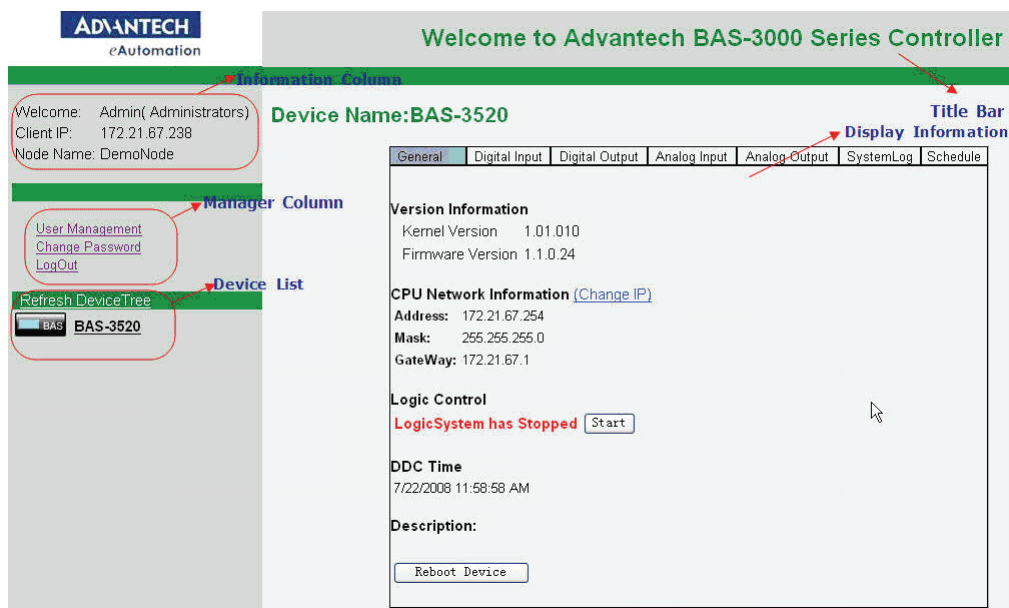 ADVANTECH
eAutomation
Welcome to Advantech BAS-3000 Series Controller
Information Column
Welcome: Admin( Administrators)
Client IP: 172.21.67.238
Node Name: DemoNode
Device Name:BAS-3520
Title Bar
Display Information
General Digital Input Digital Output Analog Input Analog Output SystemLog Schedule
Manager Column
User Management
Change Password
LogOut
Device List
Refresh DeviceTree
BAS BAS-3520
Version Information
Kernel Version 1.01.010
Firmware Version 1.1.0.24
CPU Network Information (Change IP)
Address: 172.21.67.254
Mask: 255.255.255.0
GateWay: 172.21.67.1
Logic Control
LogicSystem has Stopped Start
DDC Time
7/22/2008 11:58:58 AM
Description:
Reboot Device